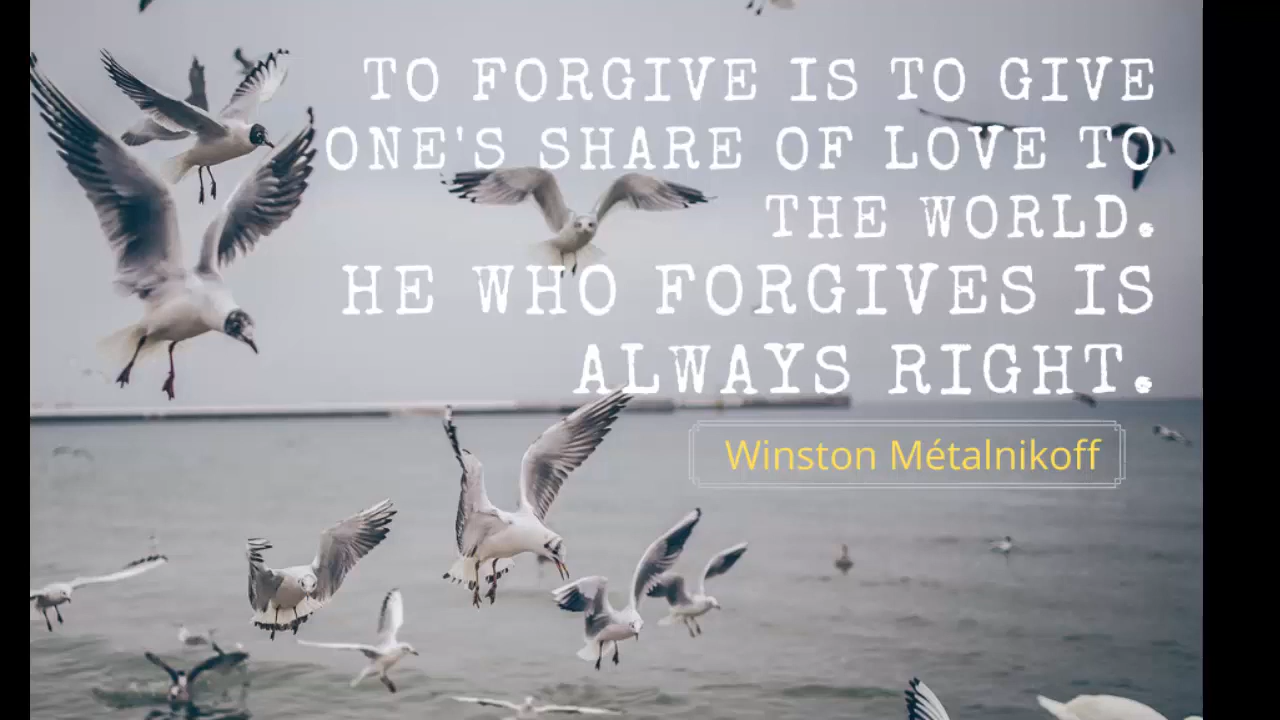 TO FORGIVE IS TO GIVE
ONE'S SHARE OF LOVE TO
THE WORLD.
HE WHO FORGIVES IS
ALWAYS RIGHT.
Winston Métalnikoff